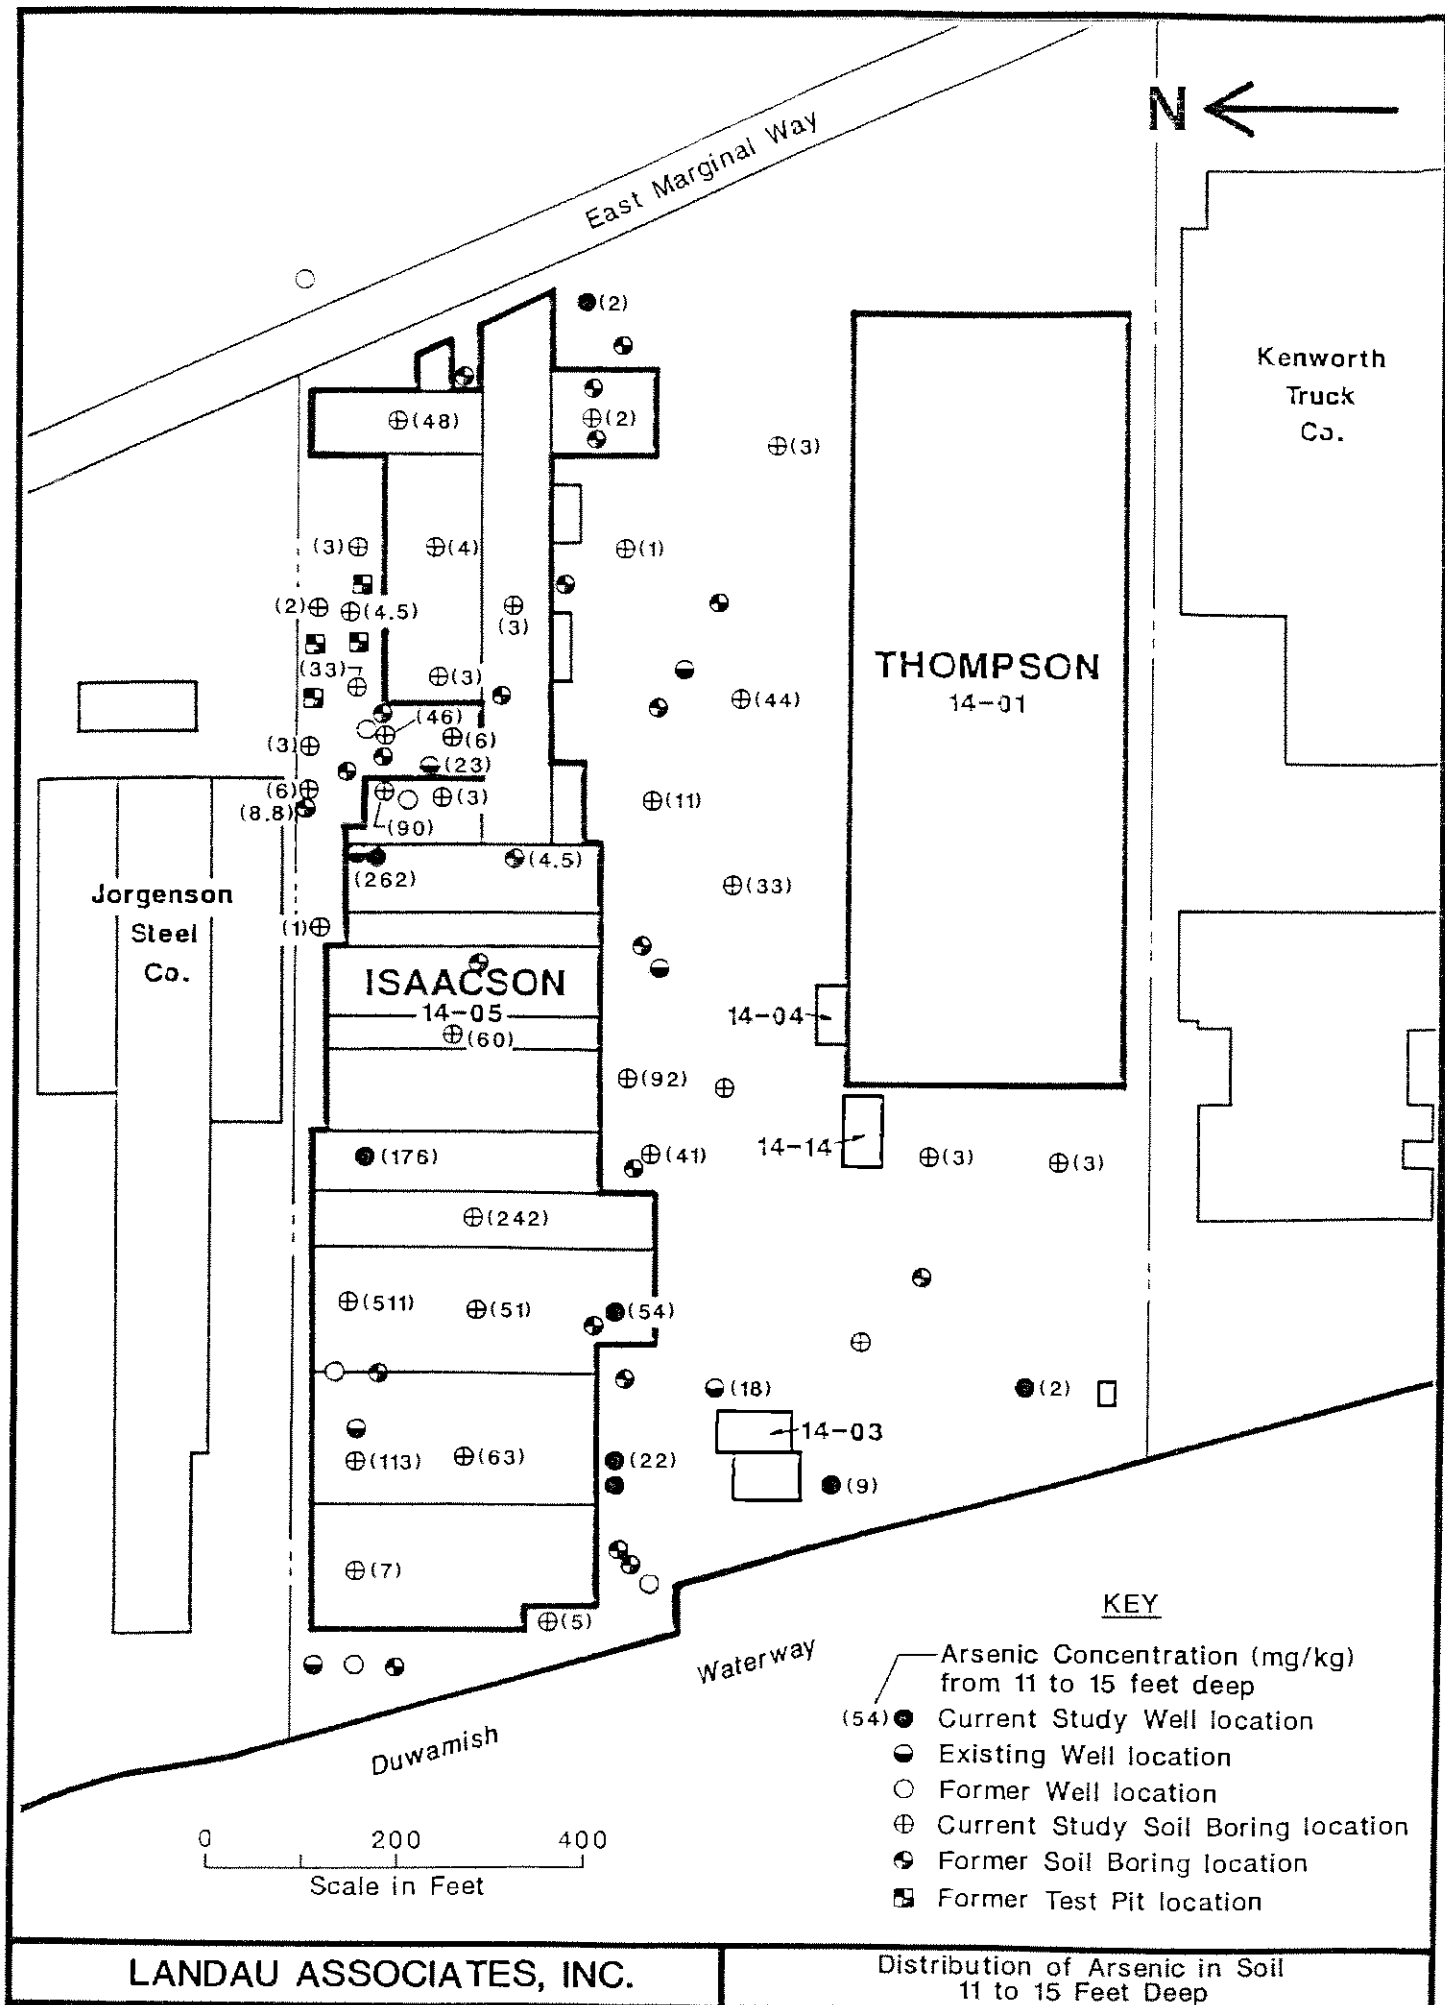 N
East Marginal Way
(2)
Kenworth
Truck
Co.
(48)
(2)
(3)
(3)
(4)
(1)
(2)
(4.5)
(3)
(33)
(3)
THOMPSON
14-01
(44)
(46)
(3)
(6)
(23)
(6)
(3)
(11)
(8.8)
(90)
(4.5)
(262)
(33)
Jorgenson
Steel
Co.
(1)
ISAACSON
14-05
14-04
(60)
(92)
(41)
14-14
(3)
(3)
(176)
(242)
(511)
(51)
(54)
(18)
(2)
14-03
(113)
(63)
(22)
(9)
(7)
(5)
Duwamish Waterway
KEY
Arsenic Concentration (mg/kg)
from 11 to 15 feet deep
(54) Current Study Well location
Existing Well location
Former Well location
Current Study Soil Boring location
Former Soil Boring location
Former Test Pit location
0 200 400
Scale in Feet
LANDAU ASSOCIATES, INC.
Distribution of Arsenic in Soil
11 to 15 Feet Deep